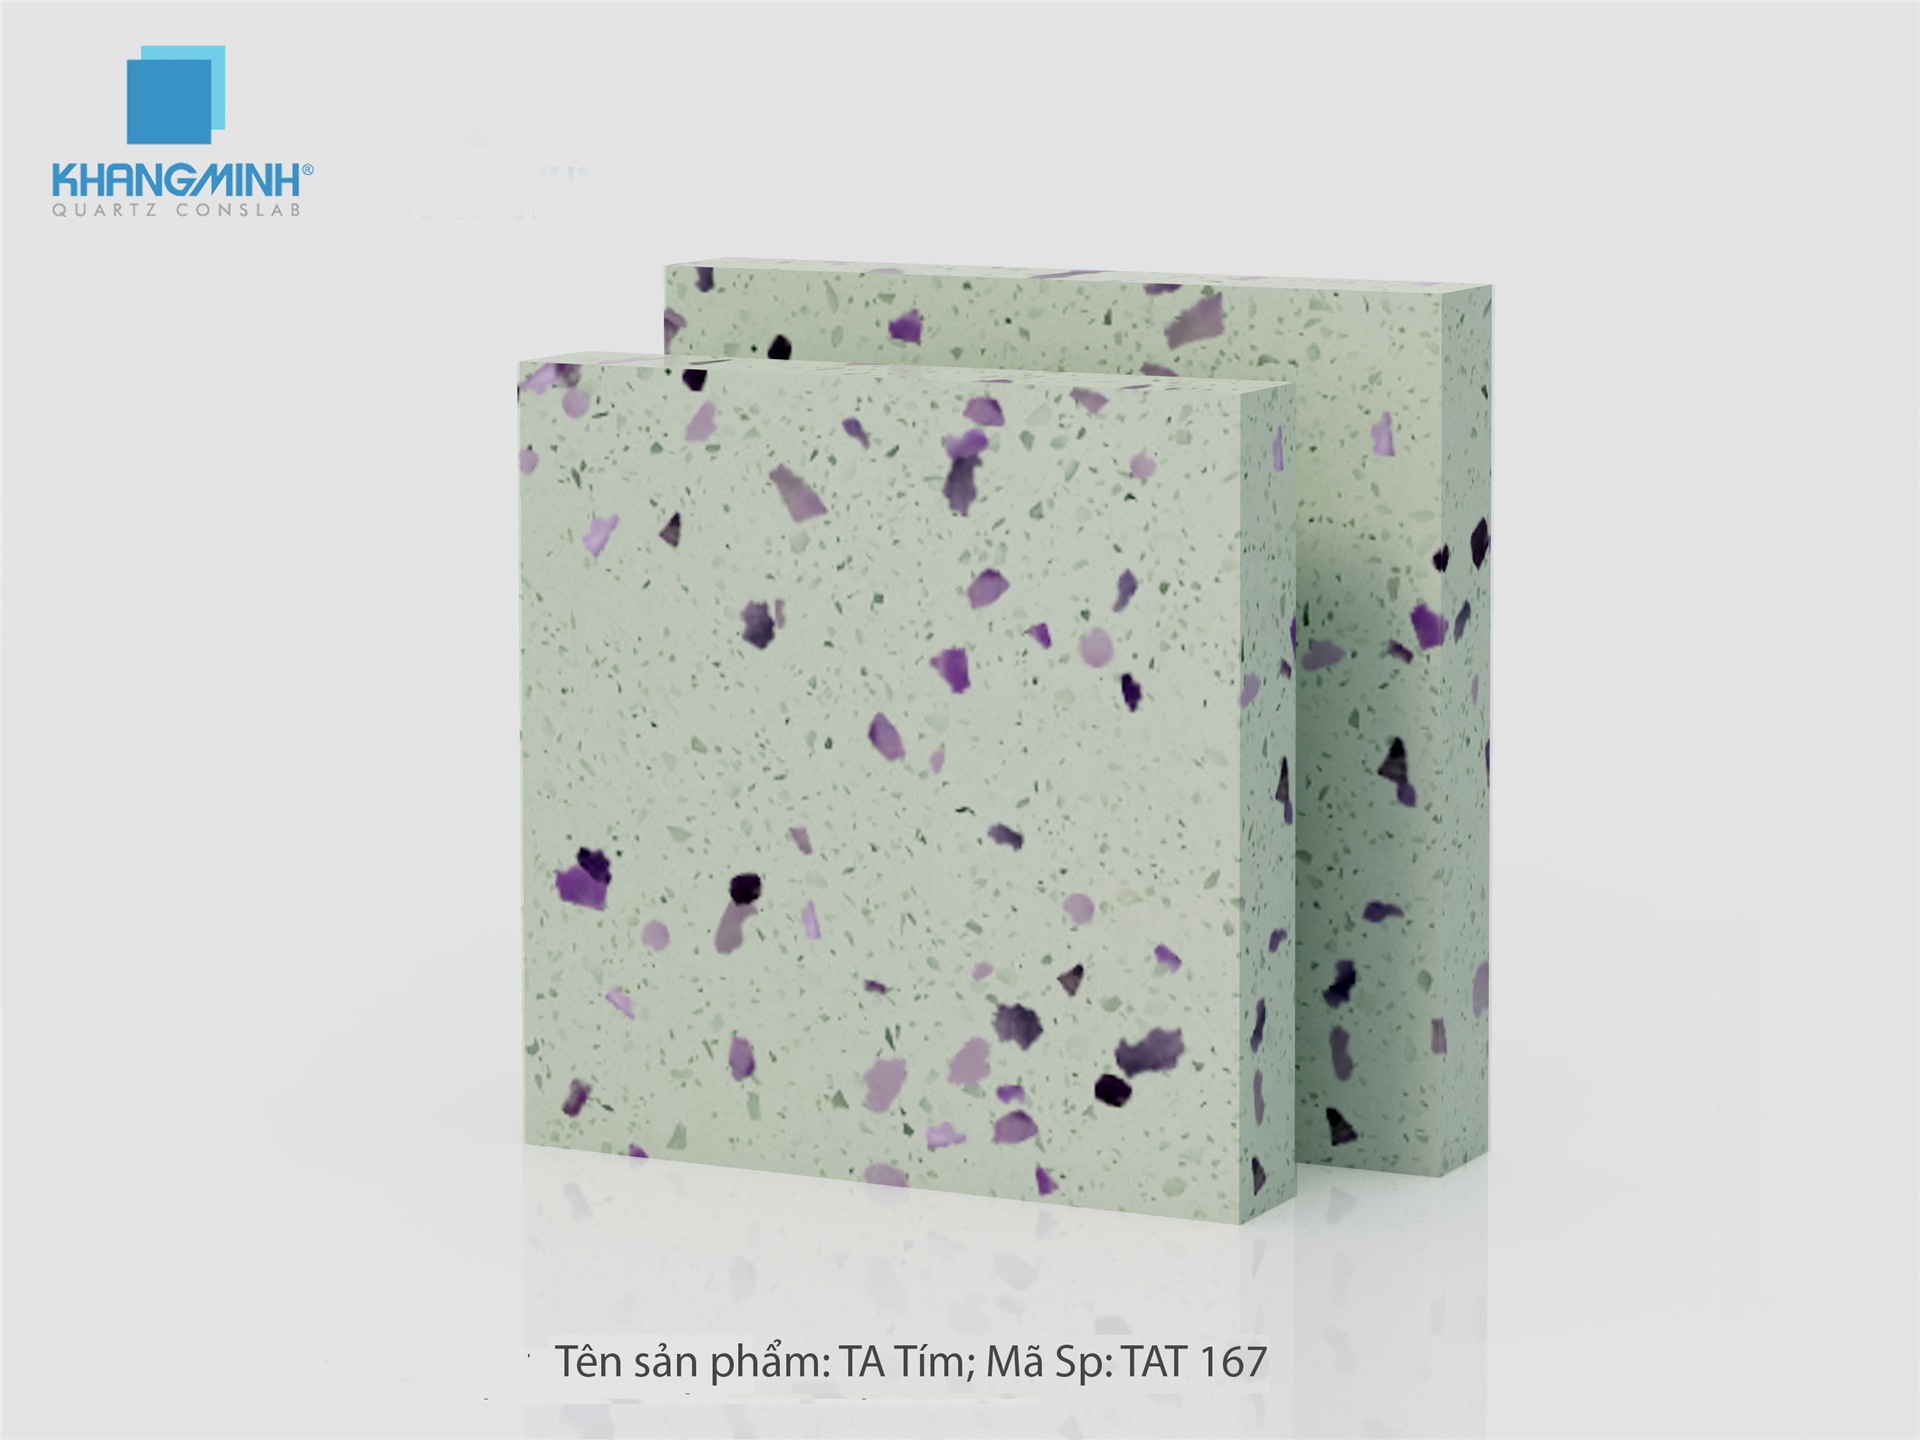 KHANGMINH®
QUARTZ CONSLAB
Tên sản phẩm: TA Tím; Mã Sp: TAT 167